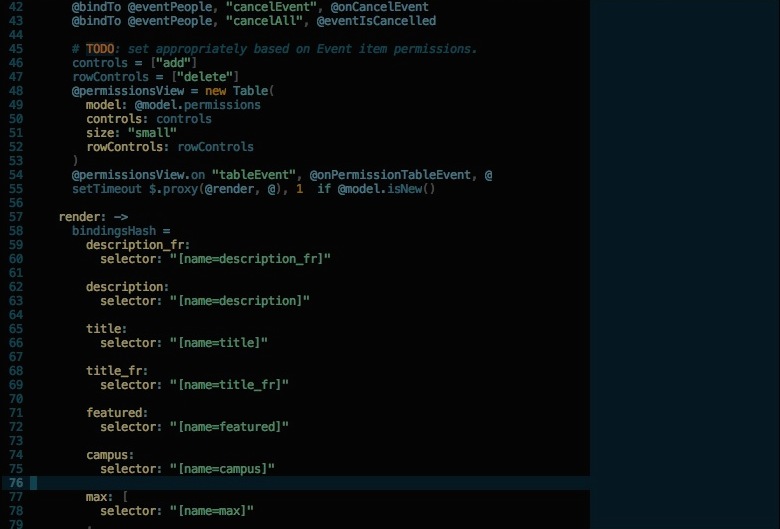 42 @bindTo @eventPeople, "cancelEvent", @onCancelEvent
43 @bindTo @eventPeople, "cancelAll", @eventIsCancelled
44
45 # TODO: set appropriately based on Event item permissions.
46 controls = ["add"]
47 rowControls = ["delete"]
48 @permissionsView = new Table(
49 model: @model.permissions
50 controls: controls
51 size: "small"
52 rowControls: rowControls
53 )
54 @permissionsView.on "tableEvent", @onPermissionTableEvent, @
55 setTimeout $.proxy(@render, @), 1 if @model.isNew()
56
57 render: ->
58 bindingsHash =
59 description_fr:
60 selector: "[name=description_fr]"
61
62 description:
63 selector: "[name=description]"
64
65 title:
66 selector: "[name=title]"
67
68 title_fr:
69 selector: "[name=title_fr]"
70
71 featured:
72 selector: "[name=featured]"
73
74 campus:
75 selector: "[name=campus]"
76
77 max: [
78 selector: "[name=max]"
79